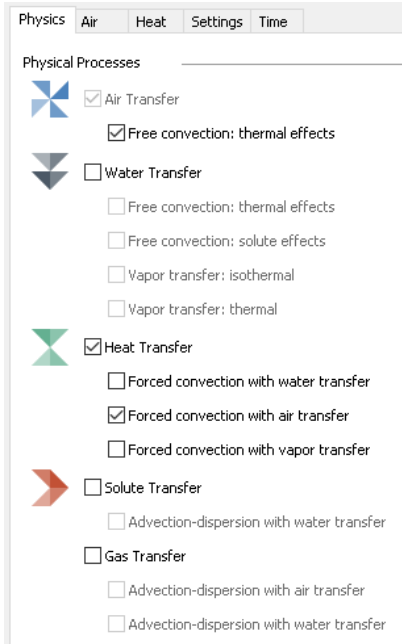 Physics Air Heat Settings Time
Physical Processes
Air Transfer
Free convection: thermal effects
Water Transfer
Free convection: thermal effects
Free convection: solute effects
Vapor transfer: isothermal
Vapor transfer: thermal
Heat Transfer
Forced convection with water transfer
Forced convection with air transfer
Forced convection with vapor transfer
Solute Transfer
Advection-dispersion with water transfer
Gas Transfer
Advection-dispersion with air transfer
Advection-dispersion with water transfer